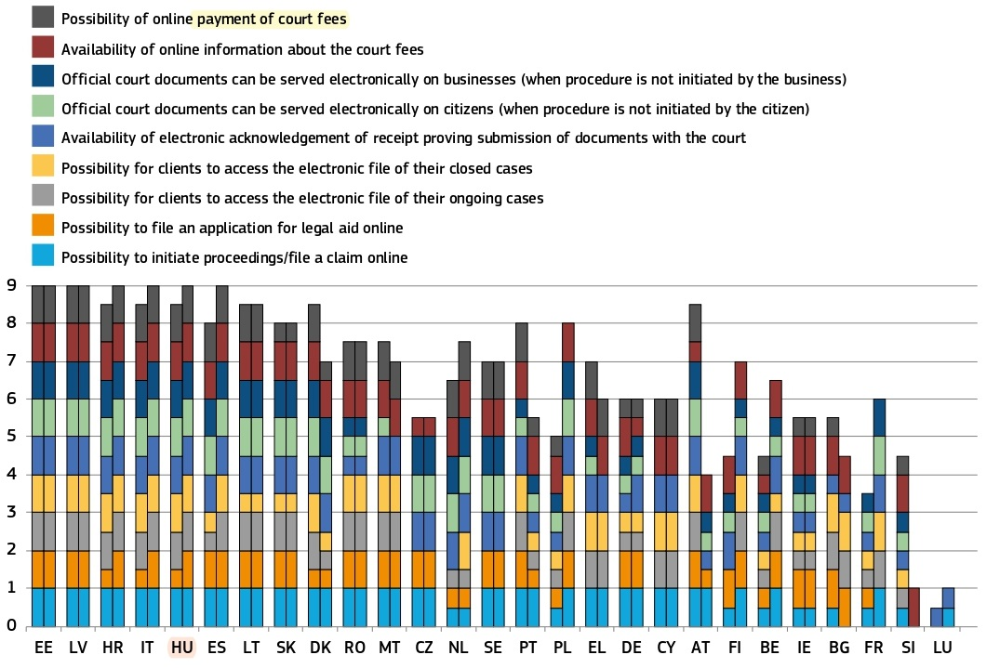 Possibility of online payment of court fees
Availability of online information about the court fees
Official court documents can be served electronically on businesses (when procedure is not initiated by the business)
Official court documents can be served electronically on citizens (when procedure is not initiated by the citizen)
Availability of electronic acknowledgement of receipt proving submission of documents with the court
Possibility for clients to access the electronic file of their closed cases
Possibility for clients to access the electronic file of their ongoing cases
Possibility to file an application for legal aid online
Possibility to initiate proceedings/file a claim online
9
8
7
6
5
4
3
2
1
0
EE LV HR IT HU ES LT SK DK RO MT CZ NL SE PT PL EL DE CY AT FI BE IE BG FR SI LU